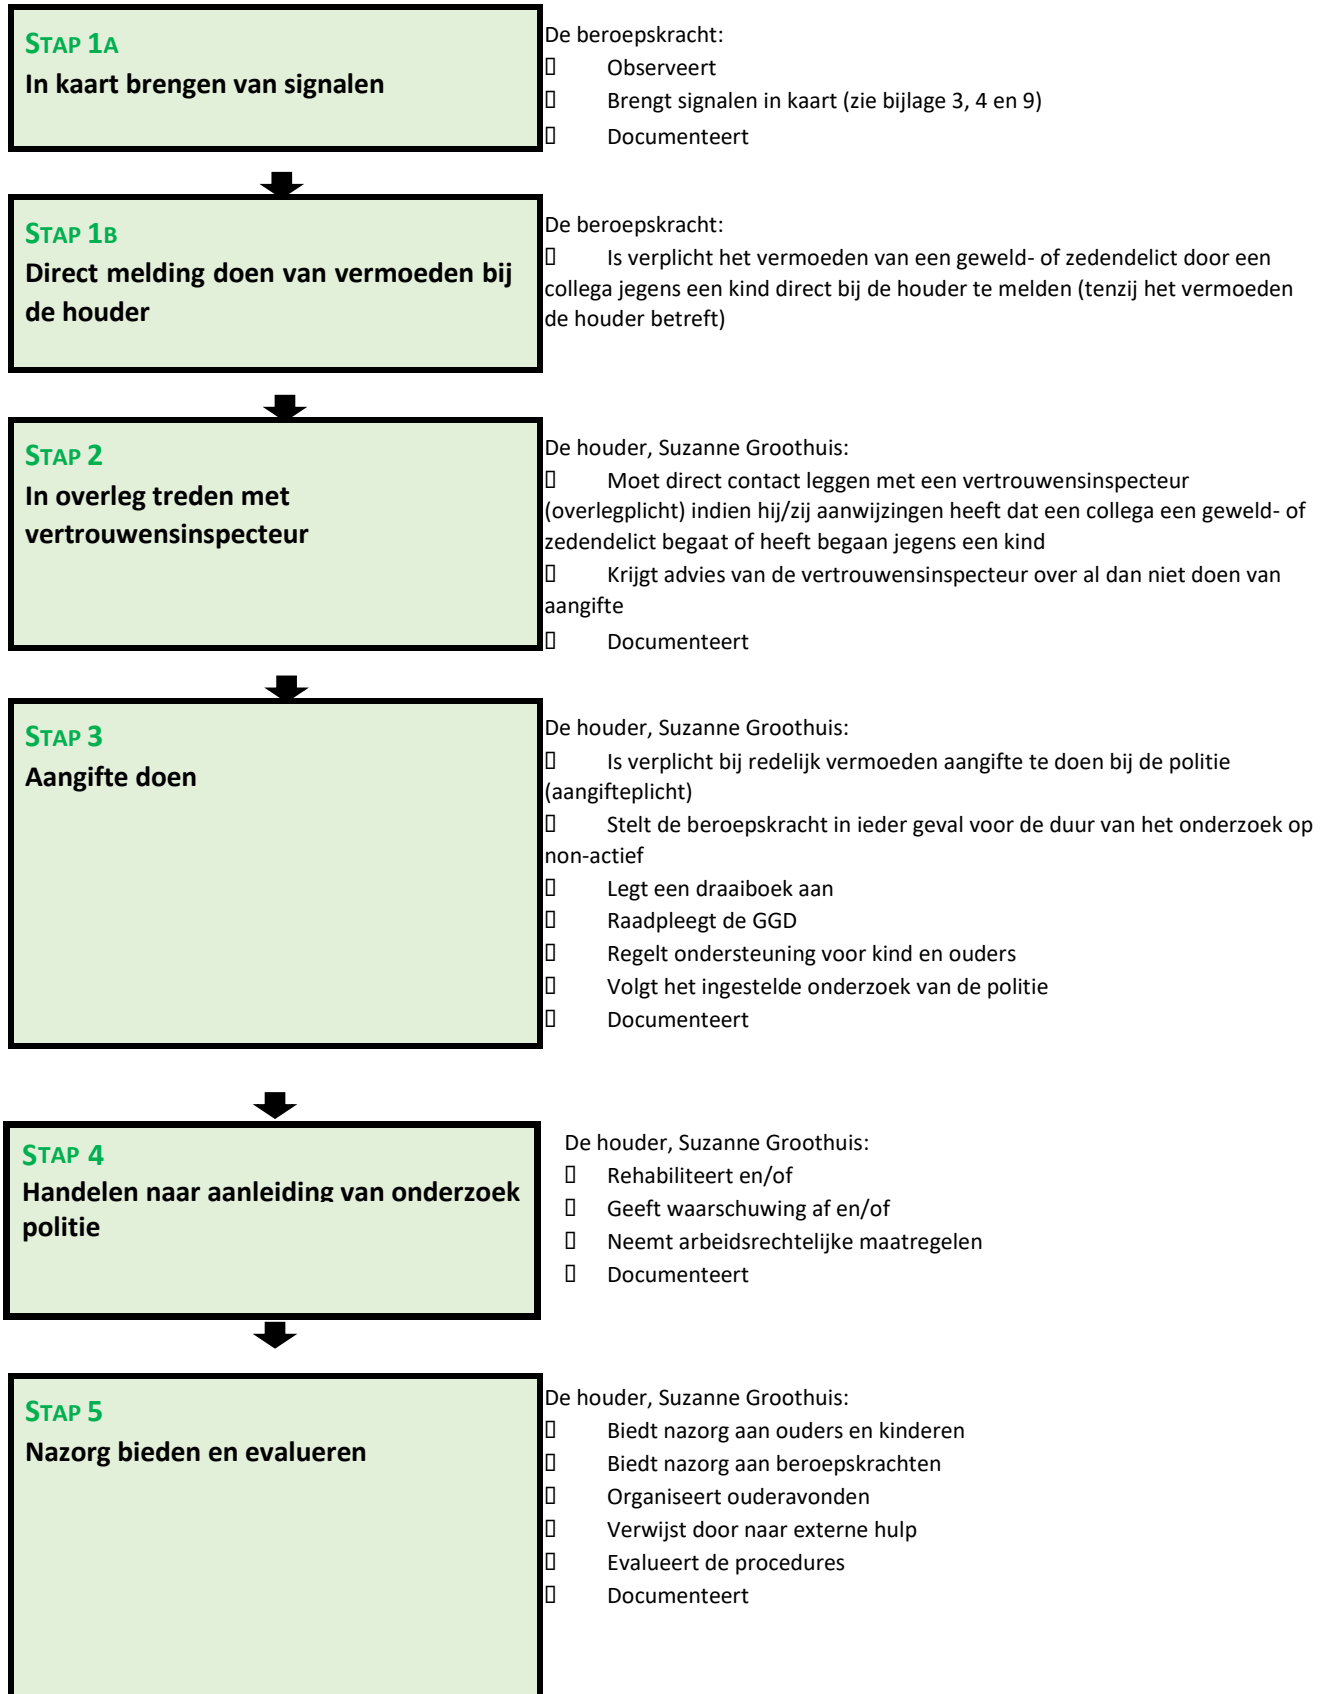 STAP 1A
In kaart brengen van signalen
De beroepskracht:
▯ Observeert
▯ Brengt signalen in kaart (zie bijlage 3, 4 en 9)
▯ Documenteert
STAP 1B
Direct melding doen van vermoeden bij
de houder
De beroepskracht:
▯ Is verplicht het vermoeden van een geweld- of zedendelict door een
collega jegens een kind direct bij de houder te melden (tenzij het vermoeden
de houder betreft)
STAP 2
In overleg treden met
vertrouwensinspecteur
De houder, Suzanne Groothuis:
▯ Moet direct contact leggen met een vertrouwensinspecteur
(overlegplicht) indien hij/zij aanwijzingen heeft dat een collega een geweld- of
zedendelict begaat of heeft begaan jegens een kind
▯ Krijgt advies van de vertrouwensinspecteur over al dan niet doen van
aangifte
▯ Documenteert
STAP 3
Aangifte doen
De houder, Suzanne Groothuis:
▯ Is verplicht bij redelijk vermoeden aangifte te doen bij de politie
(aangifteplicht)
▯ Stelt de beroepskracht in ieder geval voor de duur van het onderzoek op
non-actief
▯ Legt een draaiboek aan
▯ Raadpleegt de GGD
▯ Regelt ondersteuning voor kind en ouders
▯ Volgt het ingestelde onderzoek van de politie
▯ Documenteert
STAP 4
Handelen naar aanleiding van onderzoek
politie
De houder, Suzanne Groothuis:
▯ Rehabiliteert en/of
▯ Geeft waarschuwing af en/of
▯ Neemt arbeidsrechtelijke maatregelen
▯ Documenteert
STAP 5
Nazorg bieden en evalueren
De houder, Suzanne Groothuis:
▯ Biedt nazorg aan ouders en kinderen
▯ Biedt nazorg aan beroepskrachten
▯ Organiseert ouderavonden
▯ Verwijst door naar externe hulp
▯ Evalueert de procedures
▯ Documenteert